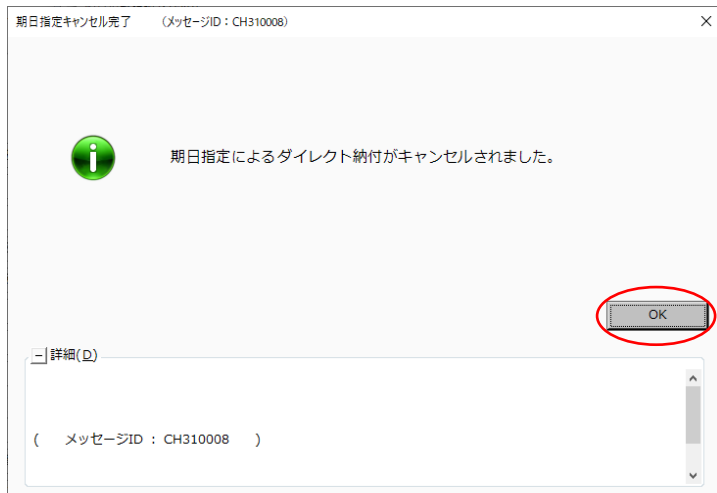 期日指定キャンセル完了　（メッセージID：CH310008）
期日指定によるダイレクト納付がキャンセルされました。
OK
詳細(D)
(　メッセージID : CH310008　)